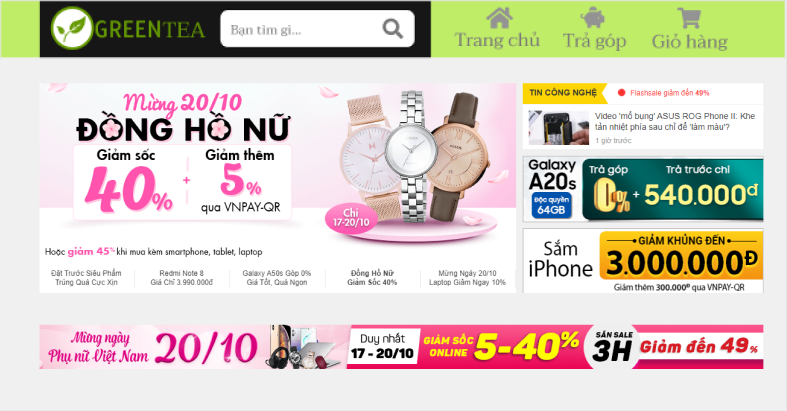 GREENTEA
Bạn tìm gì...
Trang chủ
Trả góp
Giỏ hàng
Mừng 20/10
ĐỒNG HỒ NỮ
Giảm sốc
40%
+
Giảm thêm
5%
qua VNPAY-QR
Chỉ
17-20/10
Hoặc giảm 45% khi mua kèm smartphone, tablet, laptop
Đặt Trước Siêu Phẩm
Trúng Quà Cực Xịn
Redmi Note 8
Giá Chỉ 3.990.000đ
Galaxy A50s Góp 0%
Giá Tốt, Quà Ngon
Đồng Hồ Nữ
Giảm Sốc 40%
Mừng Ngày 20/10
Laptop Giảm Ngay 10%
TIN CÔNG NGHỆ
Flashsale giảm đến 49%
Video 'mổ bụng' ASUS ROG Phone II: Khe
tản nhiệt phía sau chỉ để 'làm màu'?
1 giờ trước
Galaxy
A20s
Độc quyền
64GB
Trả góp
0%
+
Trả trước chỉ
540.000đ
Sắm
iPhone
GIẢM KHỦNG ĐẾN
3.000.000Đ
Giảm thêm 300.000đ qua VNPAY-QR
Mừng ngày
Phụ nữ Việt Nam
20/10
Duy nhất
17 - 20/10
GIẢM SỐC
ONLINE
5-40%
SĂN SALE
3H
Giảm đến 49%